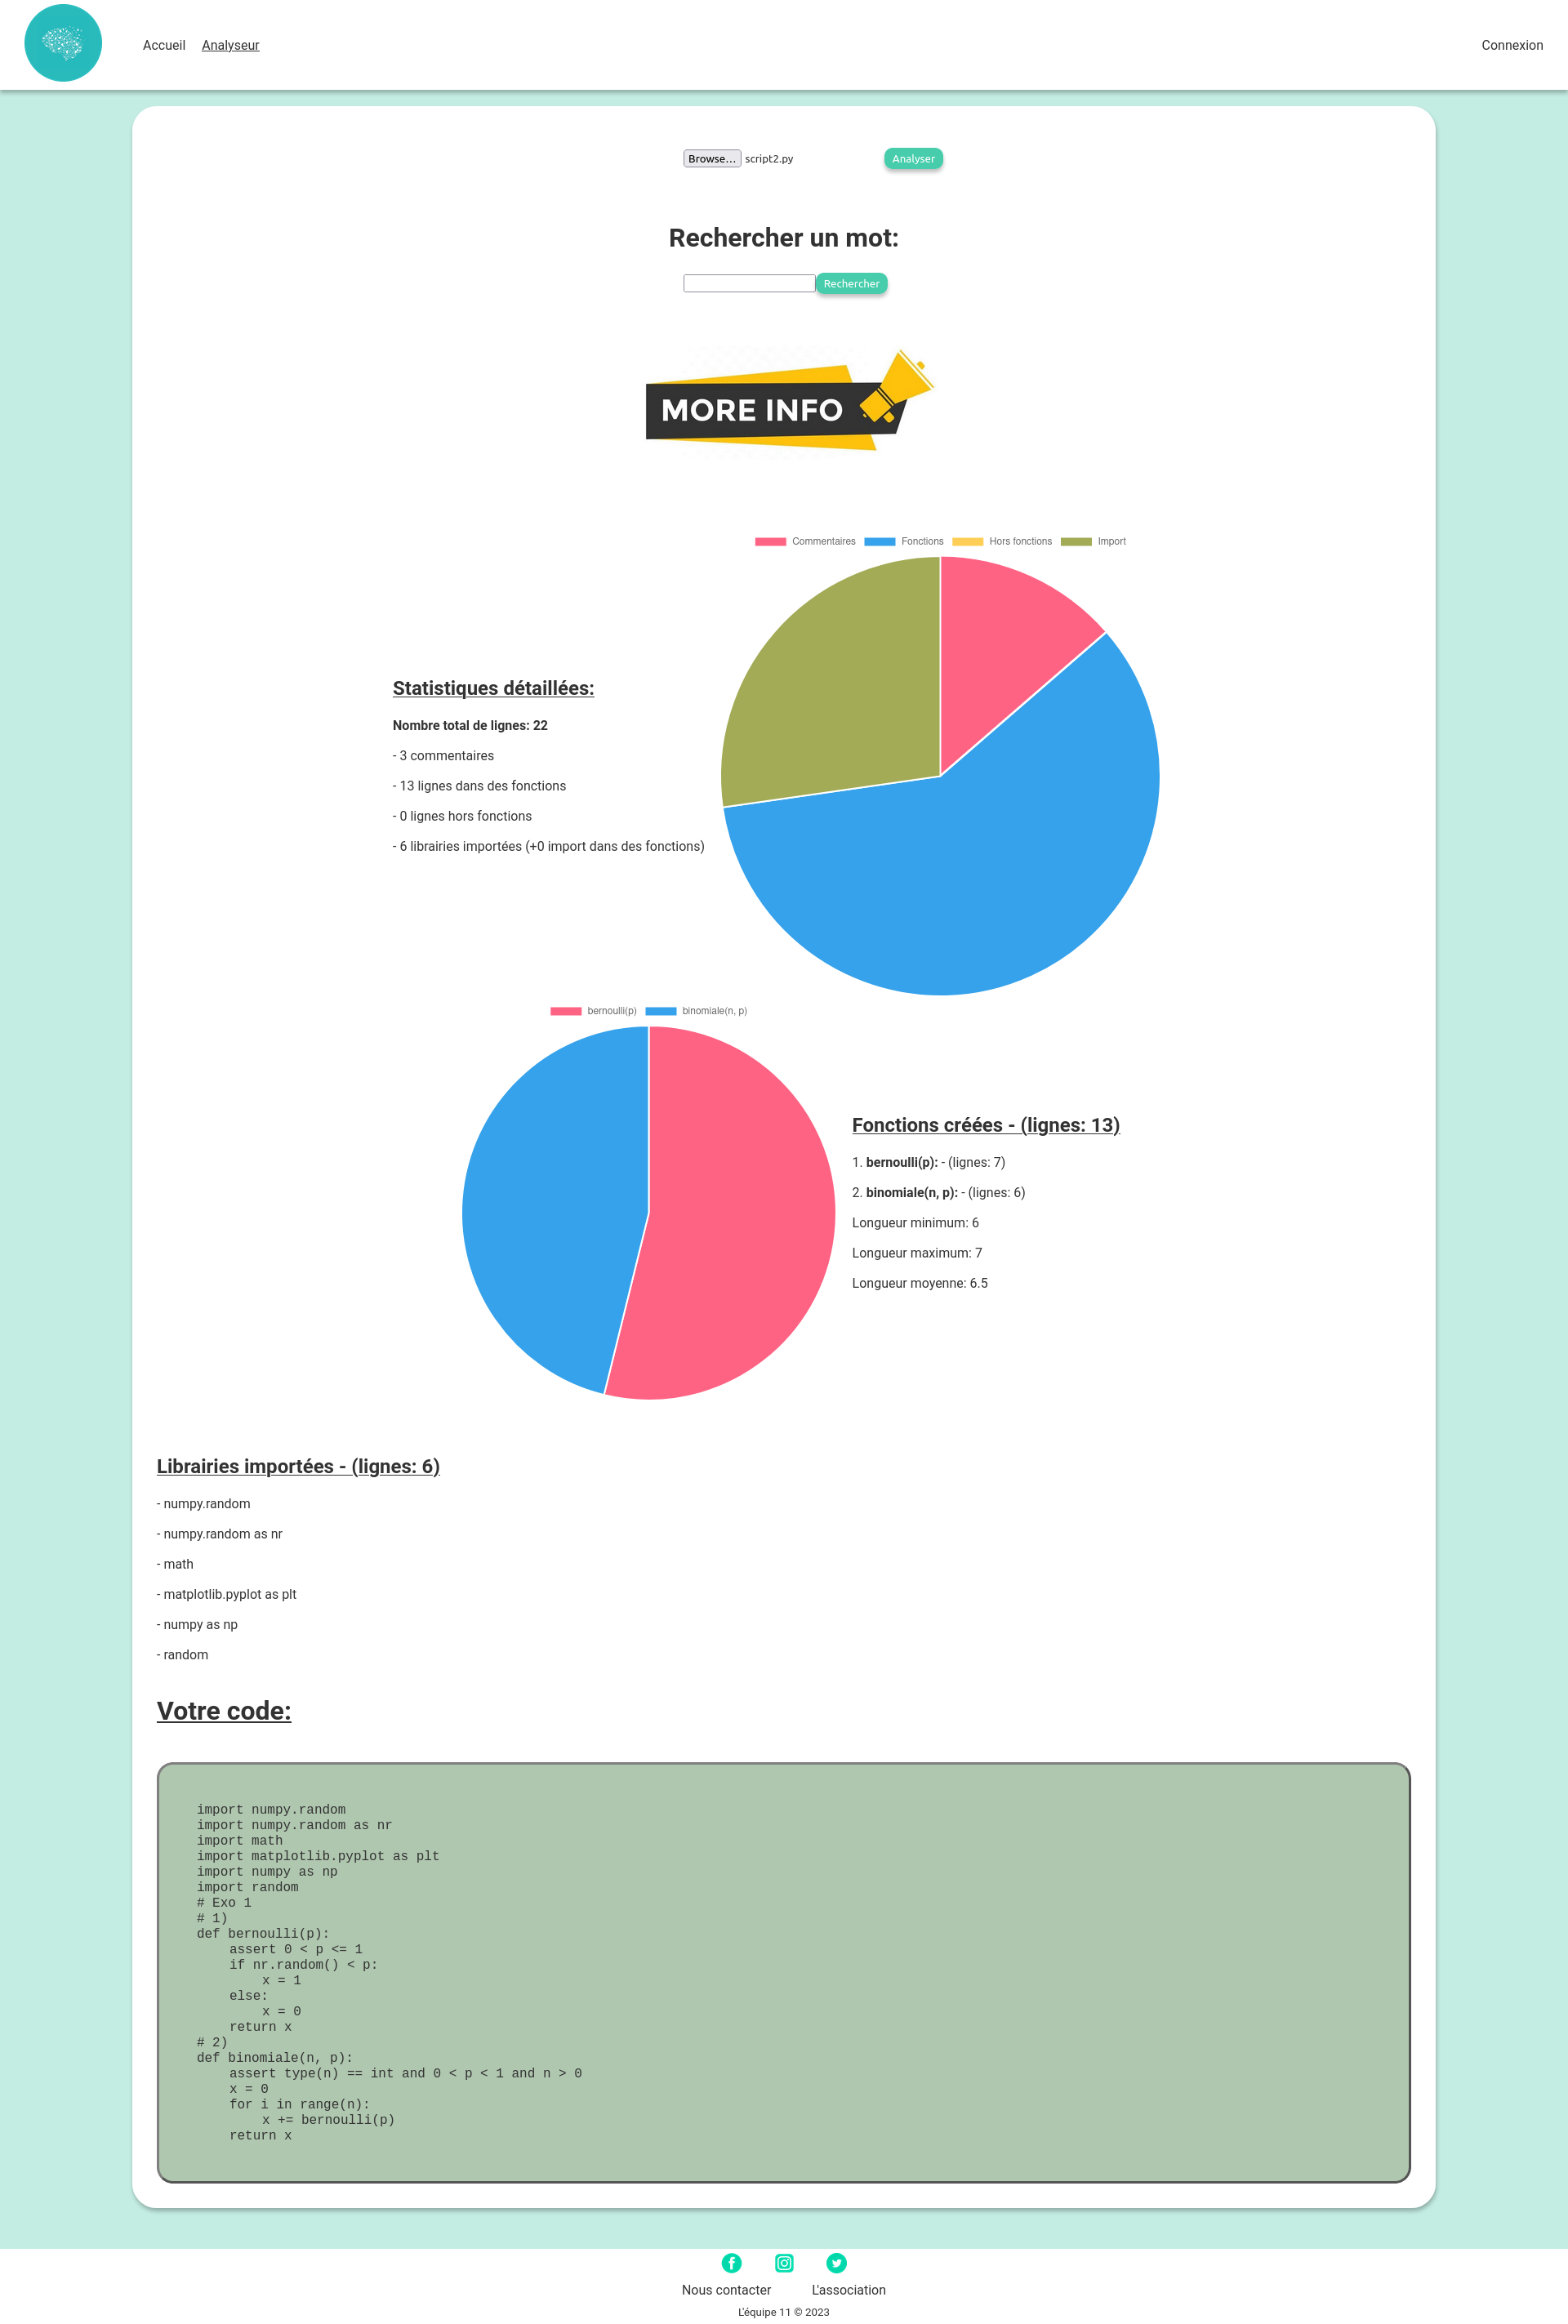 Accueil Analyseur Connexion
Browse... script2.py Analyser
Rechercher un mot:
Rechercher
MORE INFO
Commentaires Fonctions Hors fonctions Import
Statistiques détaillées:
Nombre total de lignes: 22
- 3 commentaires
- 13 lignes dans des fonctions
- 0 lignes hors fonctions
- 6 librairies importées (+0 import dans des fonctions)
bernoulli(p) binomiale(n, p)
Fonctions créées - (lignes: 13)
1. bernoulli(p): - (lignes: 7)
2. binomiale(n, p): - (lignes: 6)
Longueur minimum: 6
Longueur maximum: 7
Longueur moyenne: 6.5
Librairies importées - (lignes: 6)
- numpy.random
- numpy.random as nr
- math
- matplotlib.pyplot as plt
- numpy as np
- random
Votre code:
import numpy.random
import numpy.random as nr
import math
import matplotlib.pyplot as plt
import numpy as np
import random
# Exo 1
# 1)
def bernoulli(p):
    assert 0 < p <= 1
    if nr.random() < p:
        x = 1
    else:
        x = 0
    return x
# 2)
def binomiale(n, p):
    assert type(n) == int and 0 < p < 1 and n > 0
    x = 0
    for i in range(n):
        x += bernoulli(p)
    return x
Nous contacter L'association
L'équipe 11 © 2023